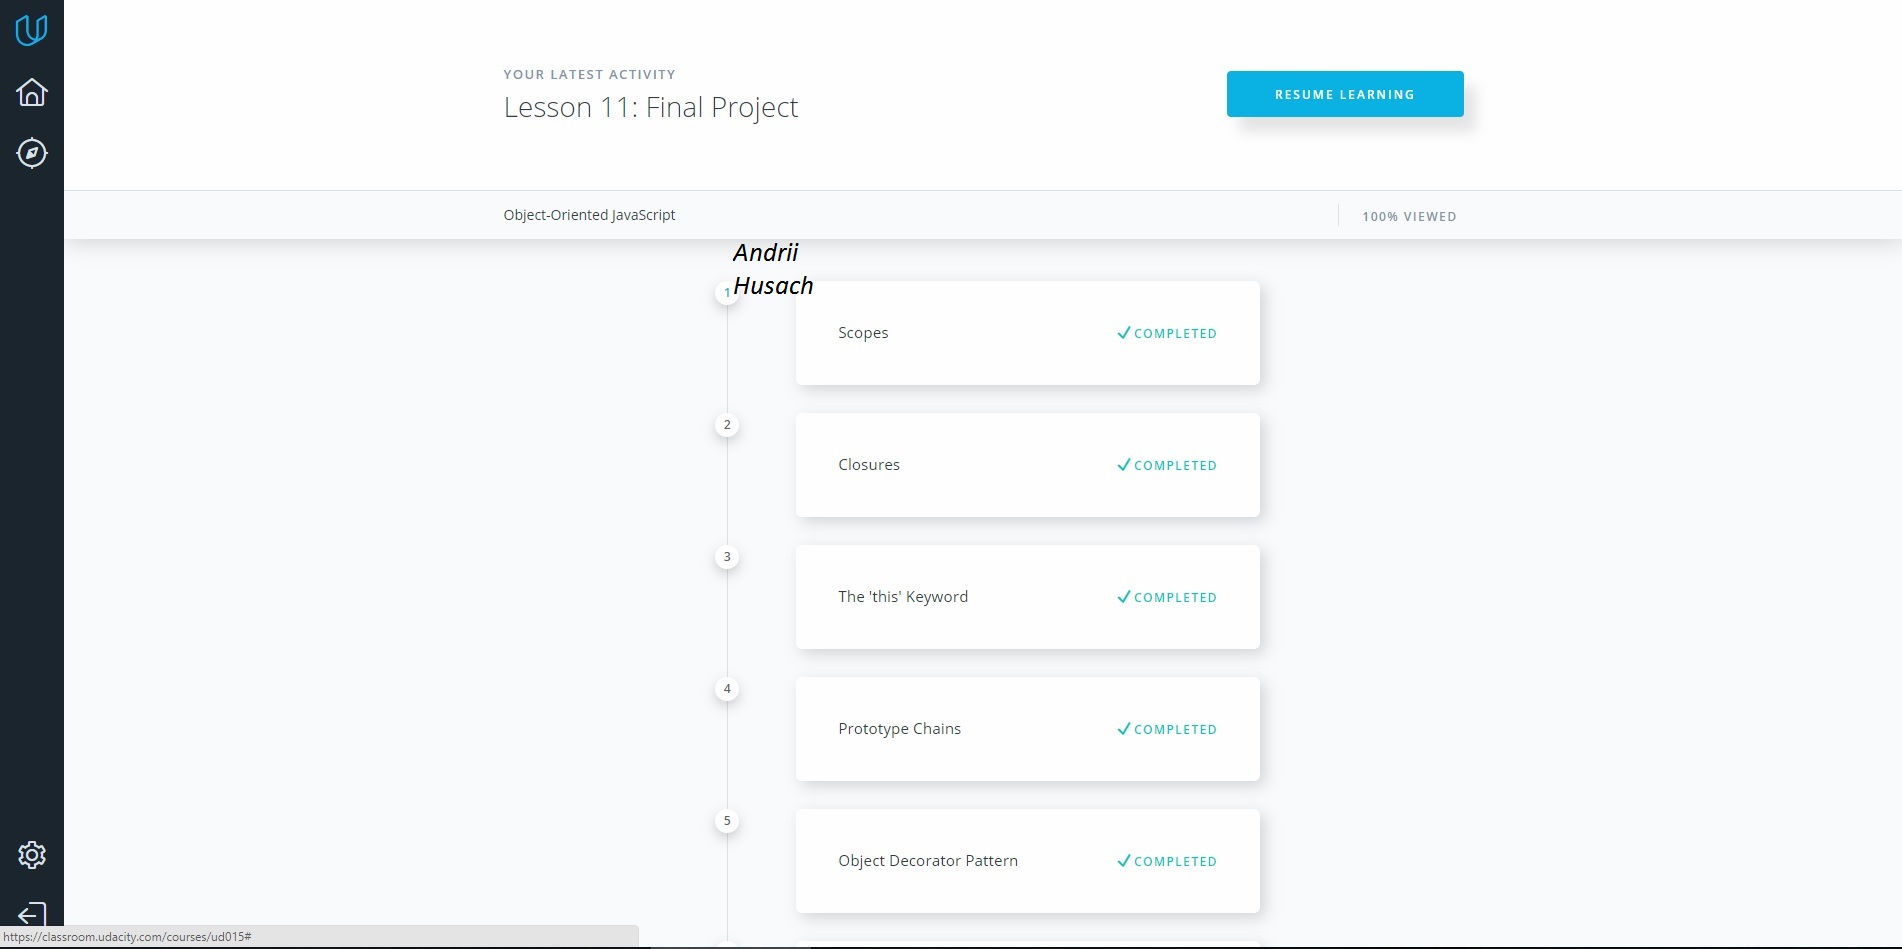 YOUR LATEST ACTIVITY
Lesson 11: Final Project
RESUME LEARNING
Object-Oriented JavaScript
100% VIEWED
Andrii
Husach
1
Scopes
COMPLETED
2
Closures
COMPLETED
3
The 'this' Keyword
COMPLETED
4
Prototype Chains
COMPLETED
5
Object Decorator Pattern
COMPLETED
https://classroom.udacity.com/courses/ud015#